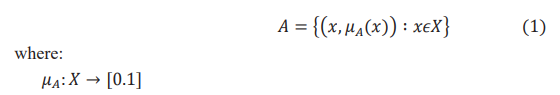 A = {(x, μ_A(x)) : xϵX} (1)
where:
μ_A: X → [0.1]